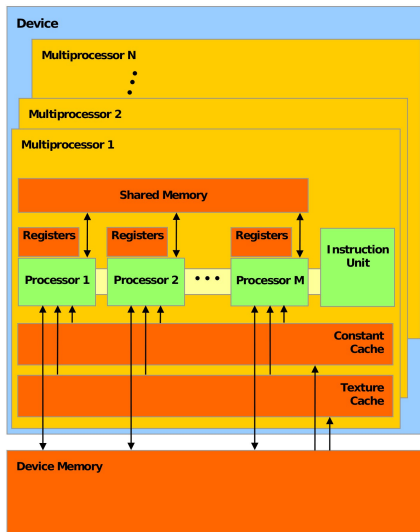 Device
Multiprocessor N
Multiprocessor 2
Multiprocessor 1
Shared Memory
Registers
Registers
Registers
Instruction
Unit
Processor 1
Processor 2
Processor M
Constant
Cache
Texture
Cache
Device Memory